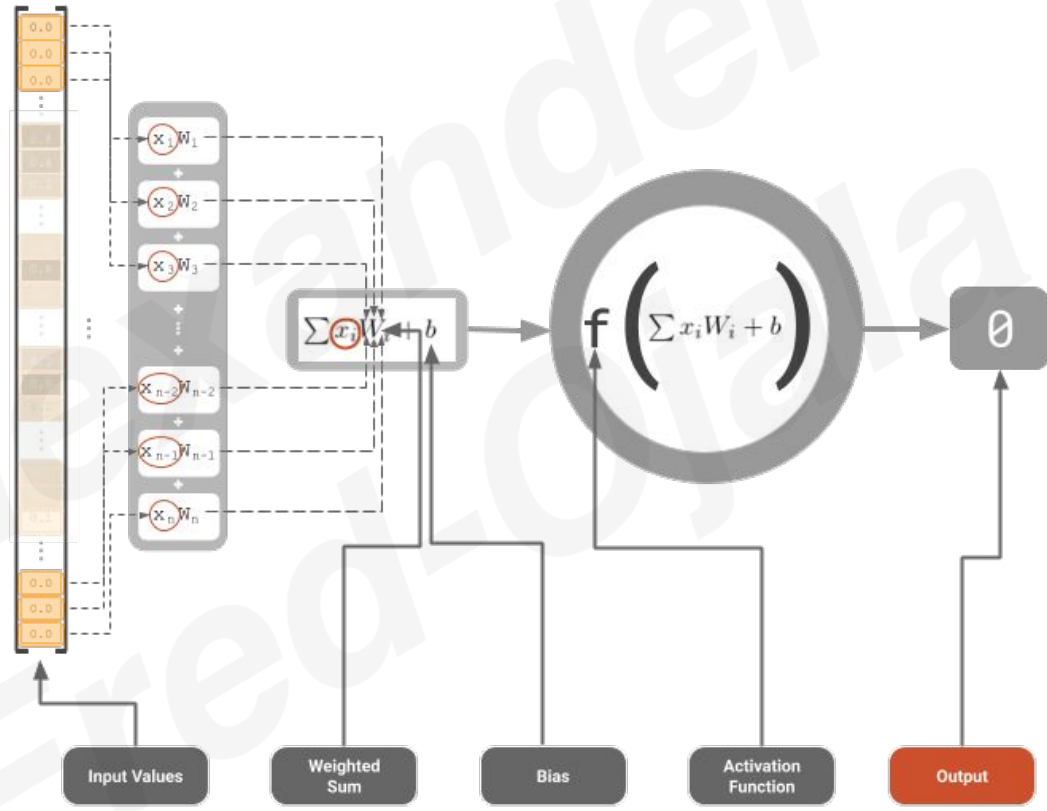 0.0
0.0
0.0
x₁W₁
+
x₂W₂
+
x₃W₃
+
+
xₙ₋₂Wₙ₋₂
+
xₙ₋₁Wₙ₋₁
+
xₙWₙ
0.0
0.0
0.0
∑ xᵢWᵢ + b
f(∑ xᵢWᵢ + b)
0
Input Values
Weighted
Sum
Bias
Activation
Function
Output